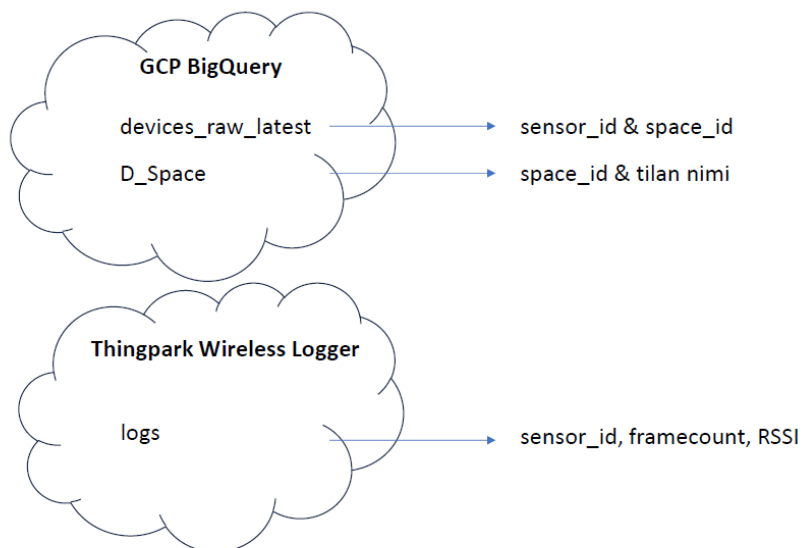 GCP BigQuery
devices_raw_latest
sensor_id & space_id
D_Space
space_id & tilan nimi
Thingpark Wireless Logger
logs
sensor_id, framecount, RSSI